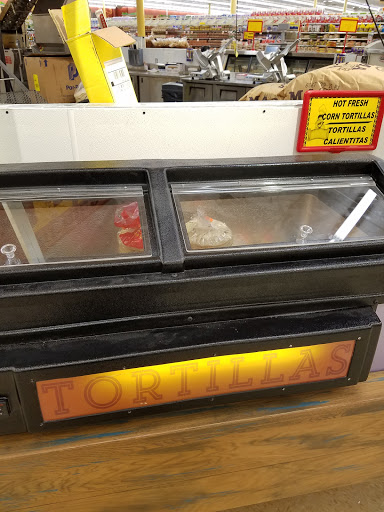 HOT FRESH
CORN TORTILLAS
TORTILLAS
CALIENTITAS
TORTILLAS